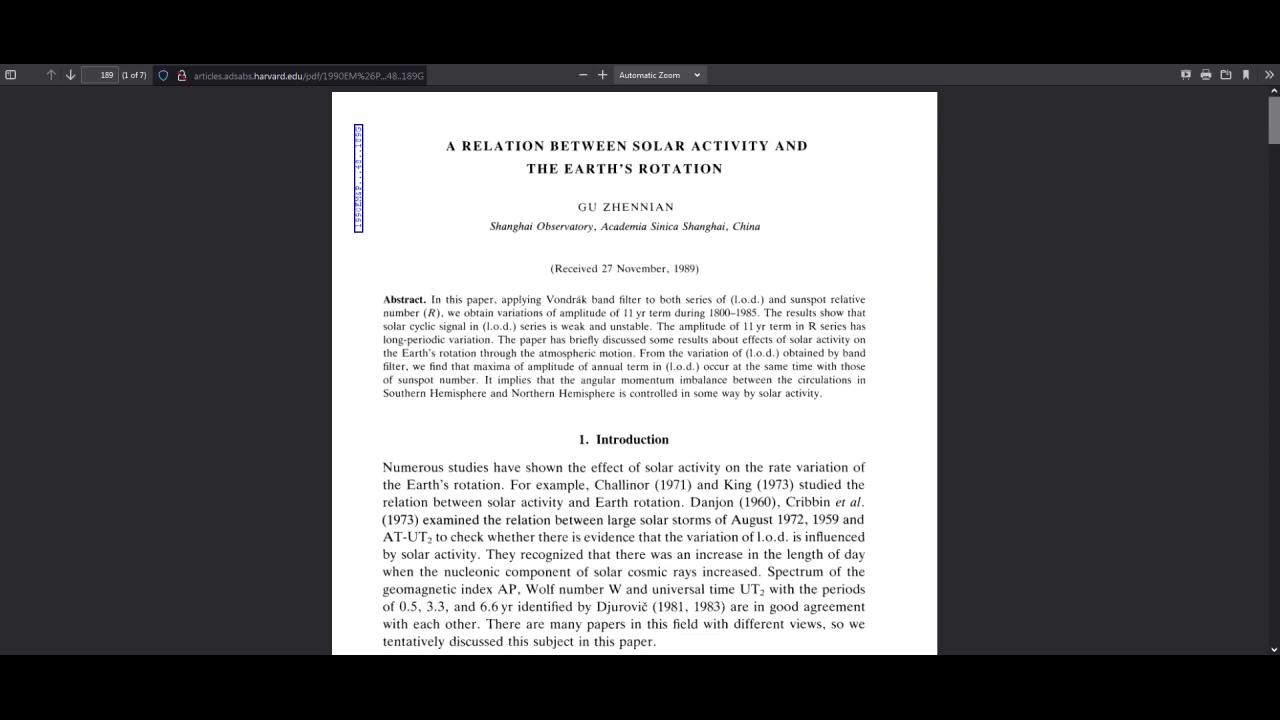 189
(1 of 7)
articles.adsabs.harvard.edu/pdf/1990EM%26P...48..189G
Automatic Zoom
1990EM&P...48..189G
A RELATION BETWEEN SOLAR ACTIVITY AND
THE EARTH'S ROTATION
GU ZHENNIAN
Shanghai Observatory, Academia Sinica Shanghai, China
(Received 27 November, 1989)
Abstract. In this paper, applying Vondrák band filter to both series of (l.o.d.) and sunspot relative
number (R), we obtain variations of amplitude of 11 yr term during 1800–1985. The results show that
solar cyclic signal in (l.o.d.) series is weak and unstable. The amplitude of 11 yr term in R series has
long-periodic variation. The paper has briefly discussed some results about effects of solar activity on
the Earth's rotation through the atmospheric motion. From the variation of (l.o.d.) obtained by band
filter, we find that maxima of amplitude of annual term in (l.o.d.) occur at the same time with those
of sunspot number. It implies that the angular momentum imbalance between the circulations in
Southern Hemisphere and Northern Hemisphere is controlled in some way by solar activity.
1. Introduction
Numerous studies have shown the effect of solar activity on the rate variation of
the Earth's rotation. For example, Challinor (1971) and King (1973) studied the
relation between solar activity and Earth rotation. Danjon (1960), Cribbin et al.
(1973) examined the relation between large solar storms of August 1972, 1959 and
AT-UT₂ to check whether there is evidence that the variation of l.o.d. is influenced
by solar activity. They recognized that there was an increase in the length of day
when the nucleonic component of solar cosmic rays increased. Spectrum of the
geomagnetic index AP, Wolf number W and universal time UT₂ with the periods
of 0.5, 3.3, and 6.6 yr identified by Djurovič (1981, 1983) are in good agreement
with each other. There are many papers in this field with different views, so we
tentatively discussed this subject in this paper.